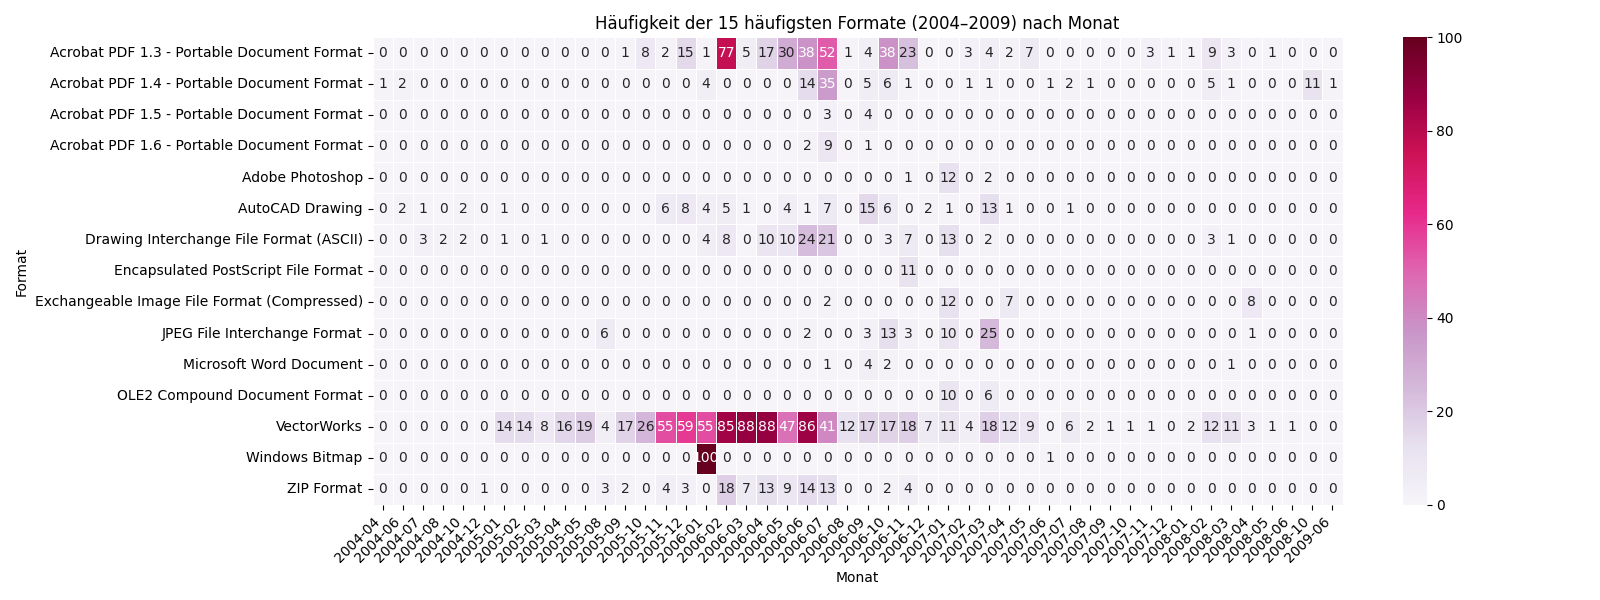 Häufigkeit der 15 häufigsten Formate (2004–2009) nach Monat
Acrobat PDF 1.3 - Portable Document Format 0 0 0 0 0 0 0 0 0 0 0 0 1 8 2 15 1 77 5 17 30 38 52 1 4 38 23 0 0 3 4 2 7 0 0 0 0 0 3 1 1 9 3 0 1 0 0 0
Acrobat PDF 1.4 - Portable Document Format 1 2 0 0 0 0 0 0 0 0 0 0 0 0 0 0 4 0 0 0 0 14 35 0 5 6 1 0 0 1 1 0 0 1 2 1 0 0 0 0 0 5 1 0 0 0 11 1
Acrobat PDF 1.5 - Portable Document Format 0 0 0 0 0 0 0 0 0 0 0 0 0 0 0 0 0 0 0 0 0 0 3 0 4 0 0 0 0 0 0 0 0 0 0 0 0 0 0 0 0 0 0 0 0 0 0 0
Acrobat PDF 1.6 - Portable Document Format 0 0 0 0 0 0 0 0 0 0 0 0 0 0 0 0 0 0 0 0 0 2 9 0 1 0 0 0 0 0 0 0 0 0 0 0 0 0 0 0 0 0 0 0 0 0 0 0
Adobe Photoshop 0 0 0 0 0 0 0 0 0 0 0 0 0 0 0 0 0 0 0 0 0 0 0 0 0 0 1 0 12 0 2 0 0 0 0 0 0 0 0 0 0 0 0 0 0 0 0 0
AutoCAD Drawing 0 2 1 0 2 0 1 0 0 0 0 0 0 0 6 8 4 5 1 0 4 1 7 0 15 6 0 2 1 0 13 1 0 0 1 0 0 0 0 0 0 0 0 0 0 0 0 0
Drawing Interchange File Format (ASCII) 0 0 3 2 2 0 1 0 1 0 0 0 0 0 0 0 4 8 0 10 10 24 21 0 0 3 7 0 13 0 2 0 0 0 0 0 0 0 0 0 0 3 1 0 0 0 0 0
Encapsulated PostScript File Format 0 0 0 0 0 0 0 0 0 0 0 0 0 0 0 0 0 0 0 0 0 0 0 0 0 0 11 0 0 0 0 0 0 0 0 0 0 0 0 0 0 0 0 0 0 0 0 0
Exchangeable Image File Format (Compressed) 0 0 0 0 0 0 0 0 0 0 0 0 0 0 0 0 0 0 0 0 0 0 2 0 0 0 0 0 12 0 0 7 0 0 0 0 0 0 0 0 0 0 0 8 0 0 0 0
JPEG File Interchange Format 0 0 0 0 0 0 0 0 0 0 0 6 0 0 0 0 0 0 0 0 0 2 0 0 3 13 3 0 10 0 25 0 0 0 0 0 0 0 0 0 0 0 0 1 0 0 0 0
Microsoft Word Document 0 0 0 0 0 0 0 0 0 0 0 0 0 0 0 0 0 0 0 0 0 0 1 0 4 2 0 0 0 0 0 0 0 0 0 0 0 0 0 0 0 0 1 0 0 0 0 0
OLE2 Compound Document Format 0 0 0 0 0 0 0 0 0 0 0 0 0 0 0 0 0 0 0 0 0 0 0 0 0 0 0 0 10 0 6 0 0 0 0 0 0 0 0 0 0 0 0 0 0 0 0 0
VectorWorks 0 0 0 0 0 0 14 14 8 16 19 4 17 26 55 59 55 85 88 88 47 86 41 12 17 17 18 7 11 4 18 12 9 0 6 2 1 1 1 0 2 12 11 3 1 1 0 0
Windows Bitmap 0 0 0 0 0 0 0 0 0 0 0 0 0 0 0 0 100 0 0 0 0 0 0 0 0 0 0 0 0 0 0 0 0 1 0 0 0 0 0 0 0 0 0 0 0 0 0 0
ZIP Format 0 0 0 0 0 1 0 0 0 0 0 3 2 0 4 3 0 18 7 13 9 14 13 0 0 2 4 0 0 0 0 0 0 0 0 0 0 0 0 0 0 0 0 0 0 0 0 0
2004-04 2004-06 2004-07 2004-08 2004-10 2004-12 2005-01 2005-02 2005-03 2005-04 2005-05 2005-08 2005-09 2005-10 2005-11 2005-12 2006-01 2006-02 2006-03 2006-04 2006-05 2006-06 2006-07 2006-08 2006-09 2006-10 2006-11 2006-12 2007-01 2007-02 2007-03 2007-04 2007-05 2007-06 2007-07 2007-08 2007-09 2007-10 2007-11 2007-12 2008-01 2008-02 2008-03 2008-04 2008-05 2008-06 2008-10 2009-06
Monat
Format
100
80
60
40
20
0